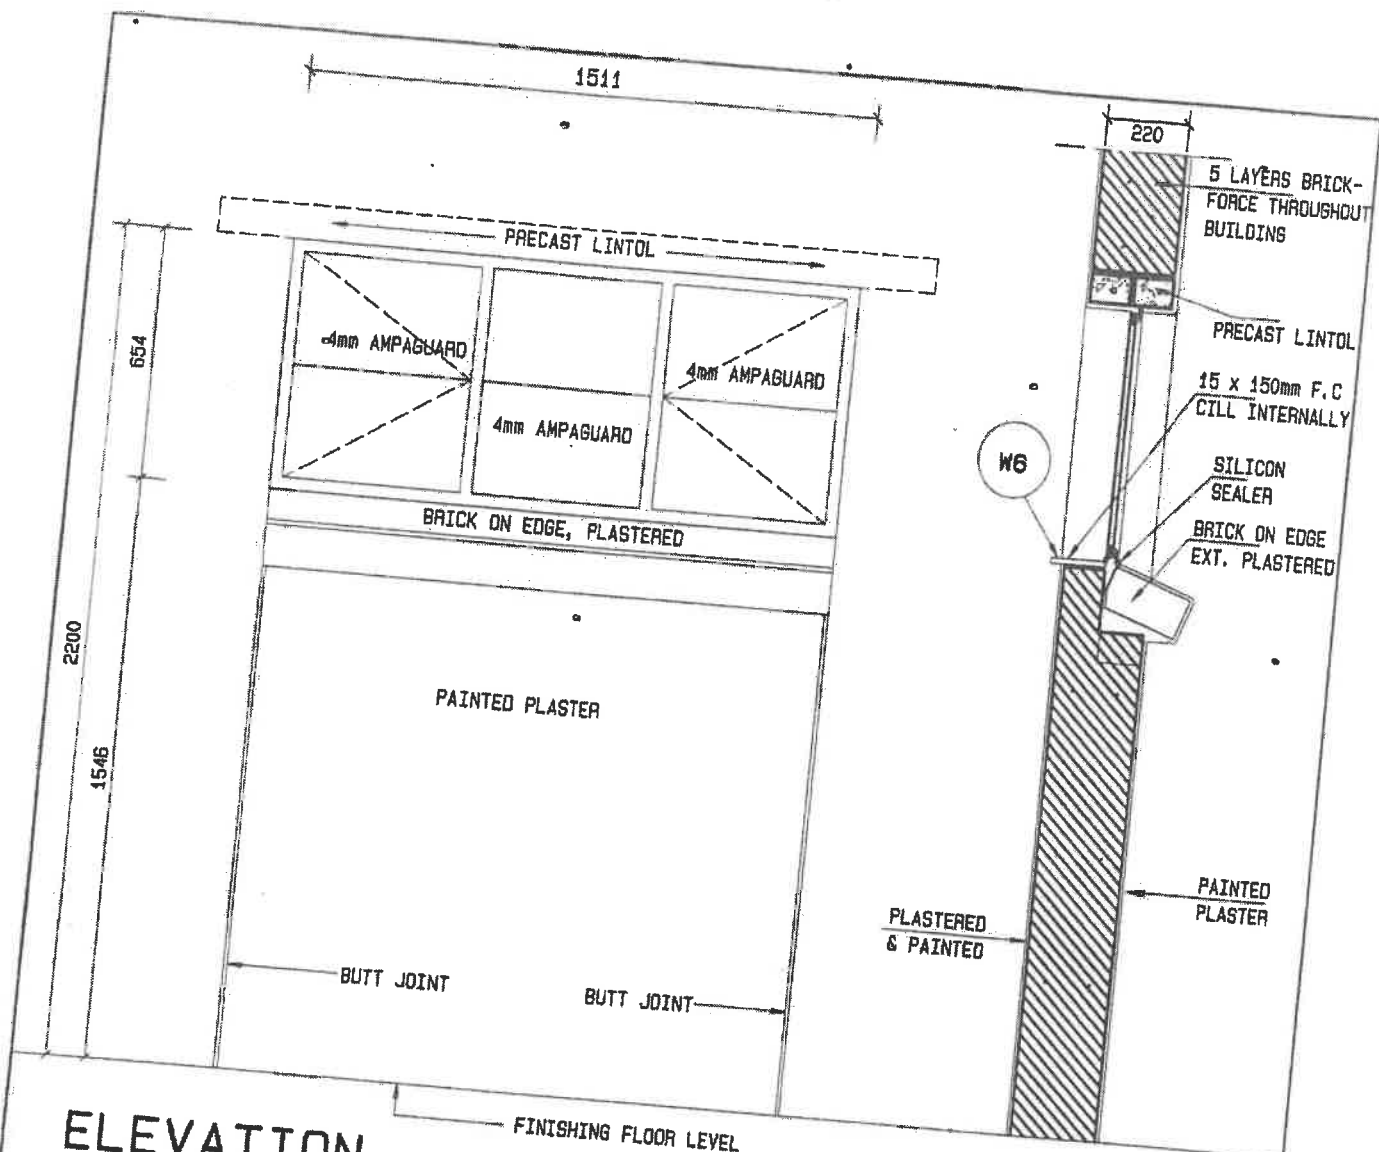 1511
220
5 LAYERS BRICK-
FORCE THROUGHOUT
BUILDING
PRECAST LINTOL
654
4mm AMPAGUARD
4mm AMPAGUARD
4mm AMPAGUARD
PRECAST LINTOL
15 x 150mm F.C
CILL INTERNALLY
W6
SILICON
SEALER
BRICK ON EDGE, PLASTERED
BRICK ON EDGE
EXT. PLASTERED
2200
PAINTED PLASTER
1546
PAINTED
PLASTER
PLASTERED
& PAINTED
BUTT JOINT
BUTT JOINT
ELEVATION
FINISHING FLOOR LEVEL